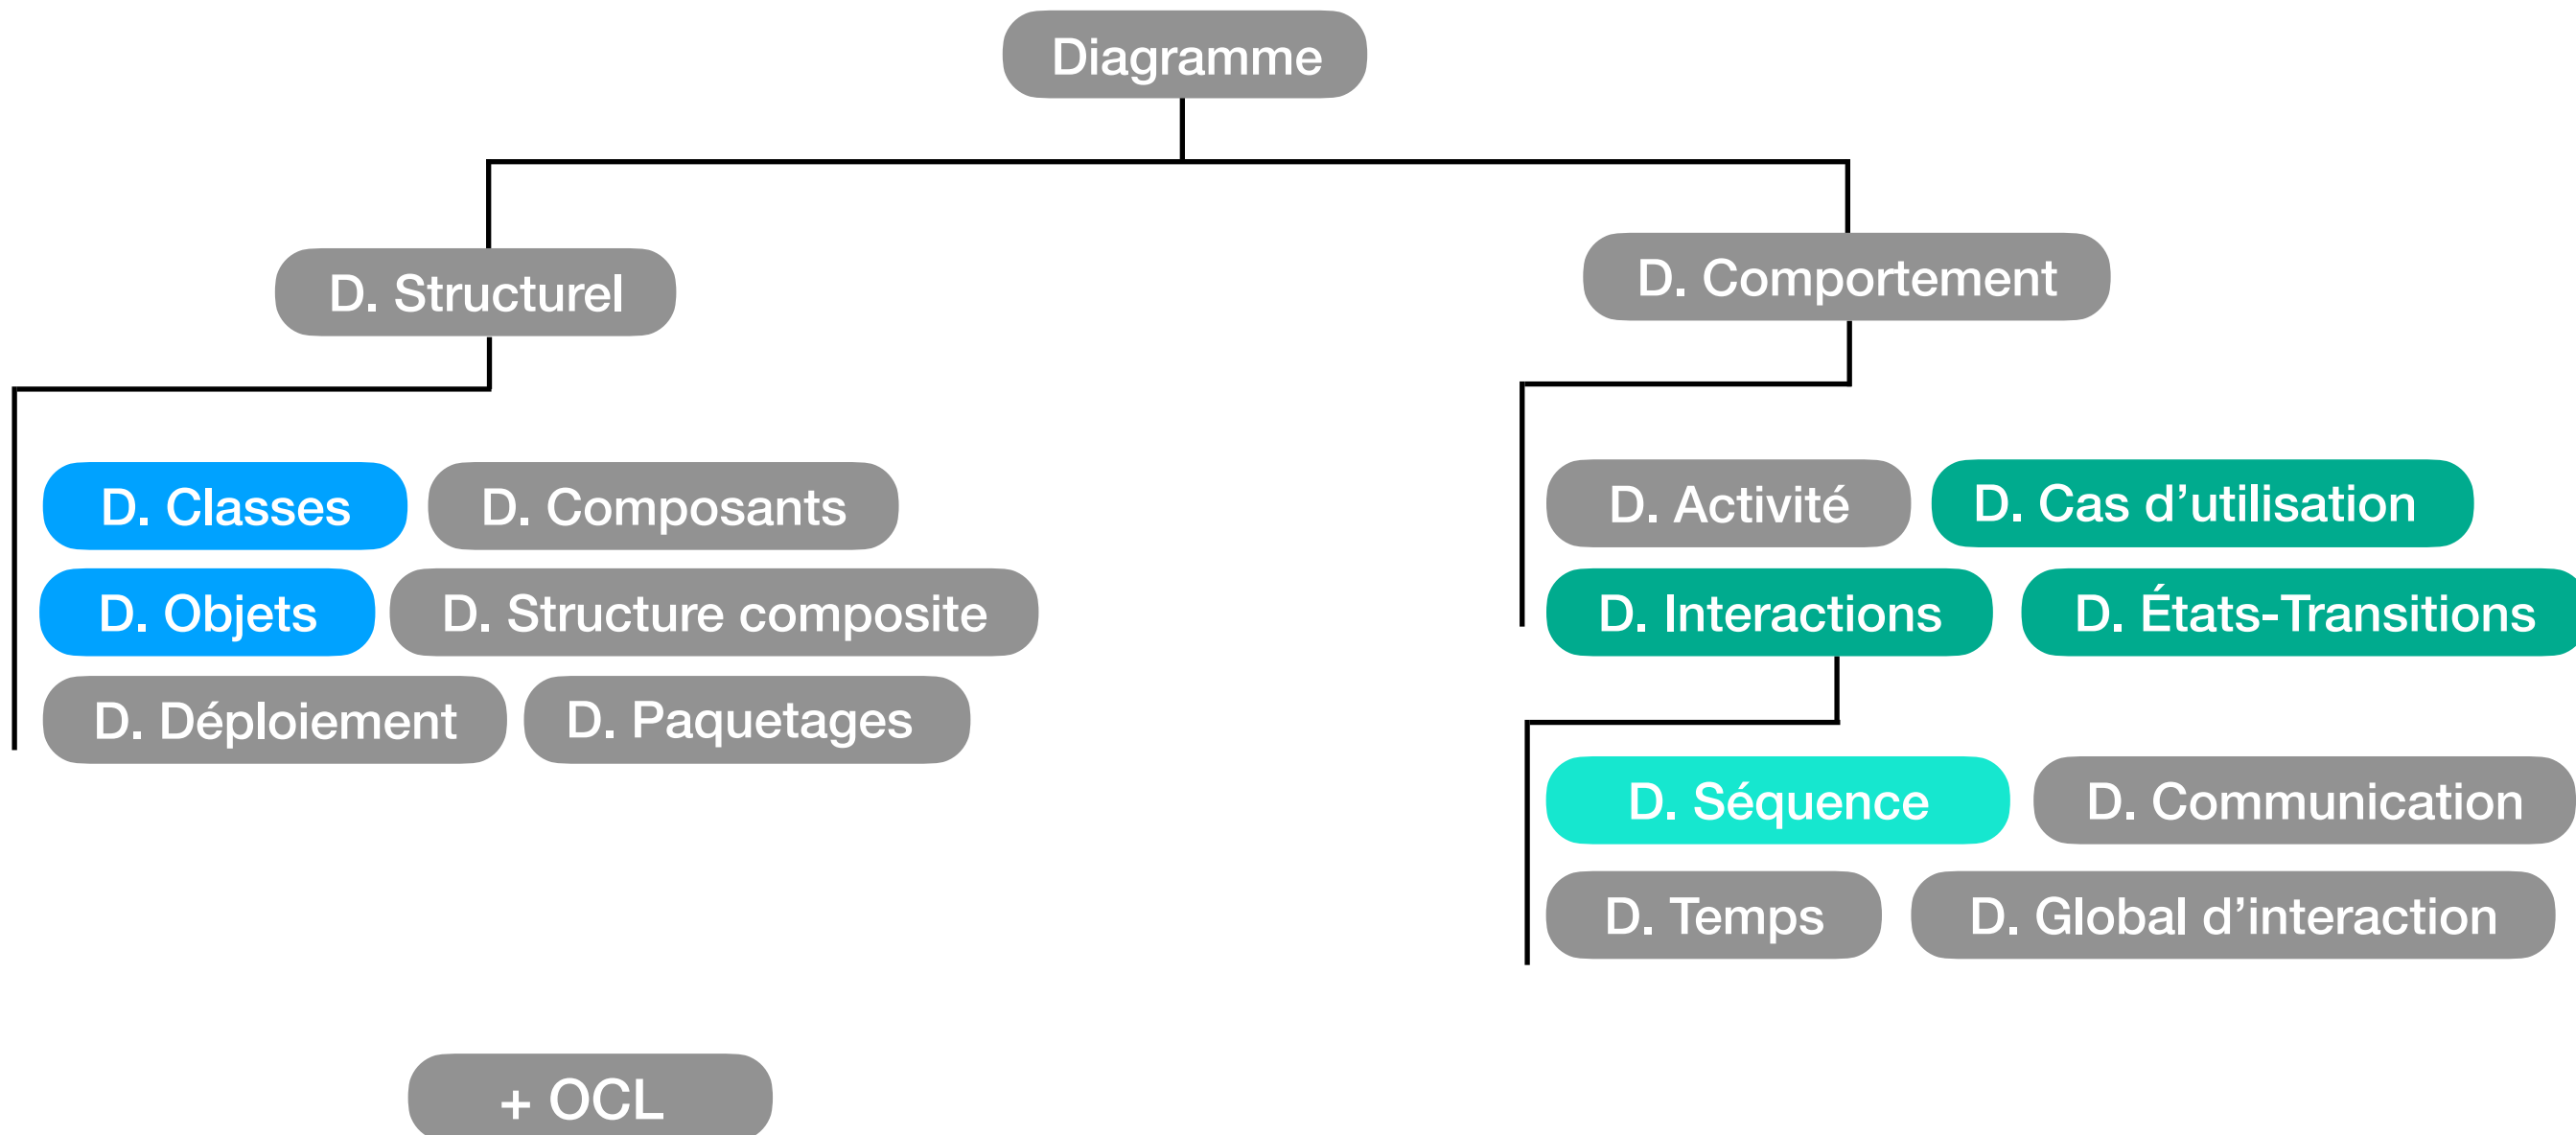 Diagramme
D. Structurel
D. Comportement
D. Classes
D. Composants
D. Objets
D. Structure composite
D. Déploiement
D. Paquetages
D. Activité
D. Cas d’utilisation
D. Interactions
D. États-Transitions
D. Séquence
D. Communication
D. Temps
D. Global d’interaction
+ OCL